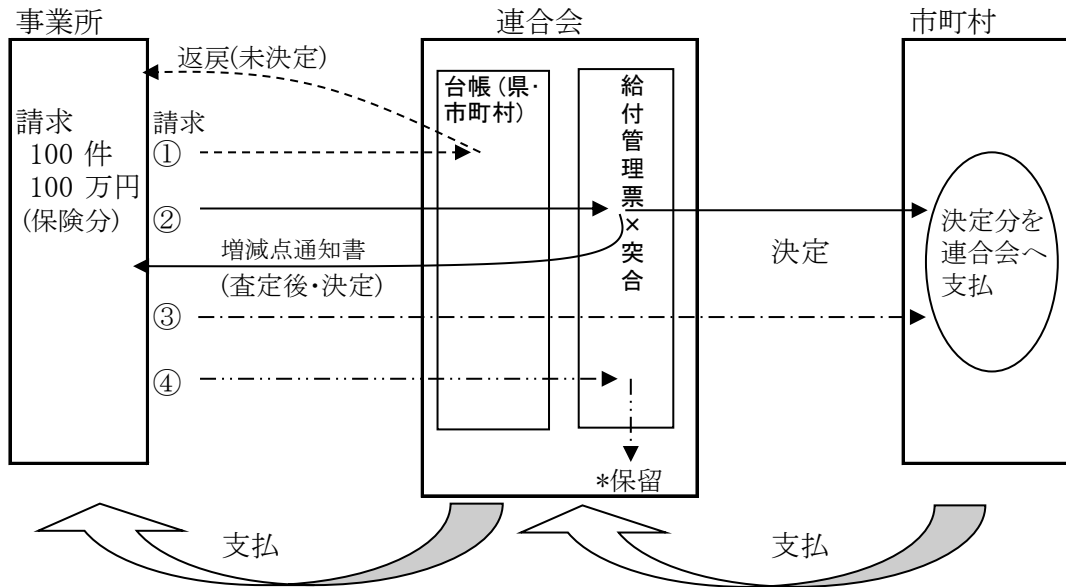 事業所
連合会
市町村
返戻(未決定)
台帳(県・
市町村)
給付管理票×突合
請求
100 件
100 万円
(保険分)
請求
①
②
増減点通知書
(査定後・決定)
③
④
決定
決定分を
連合会へ
支払
*保留
支払
支払